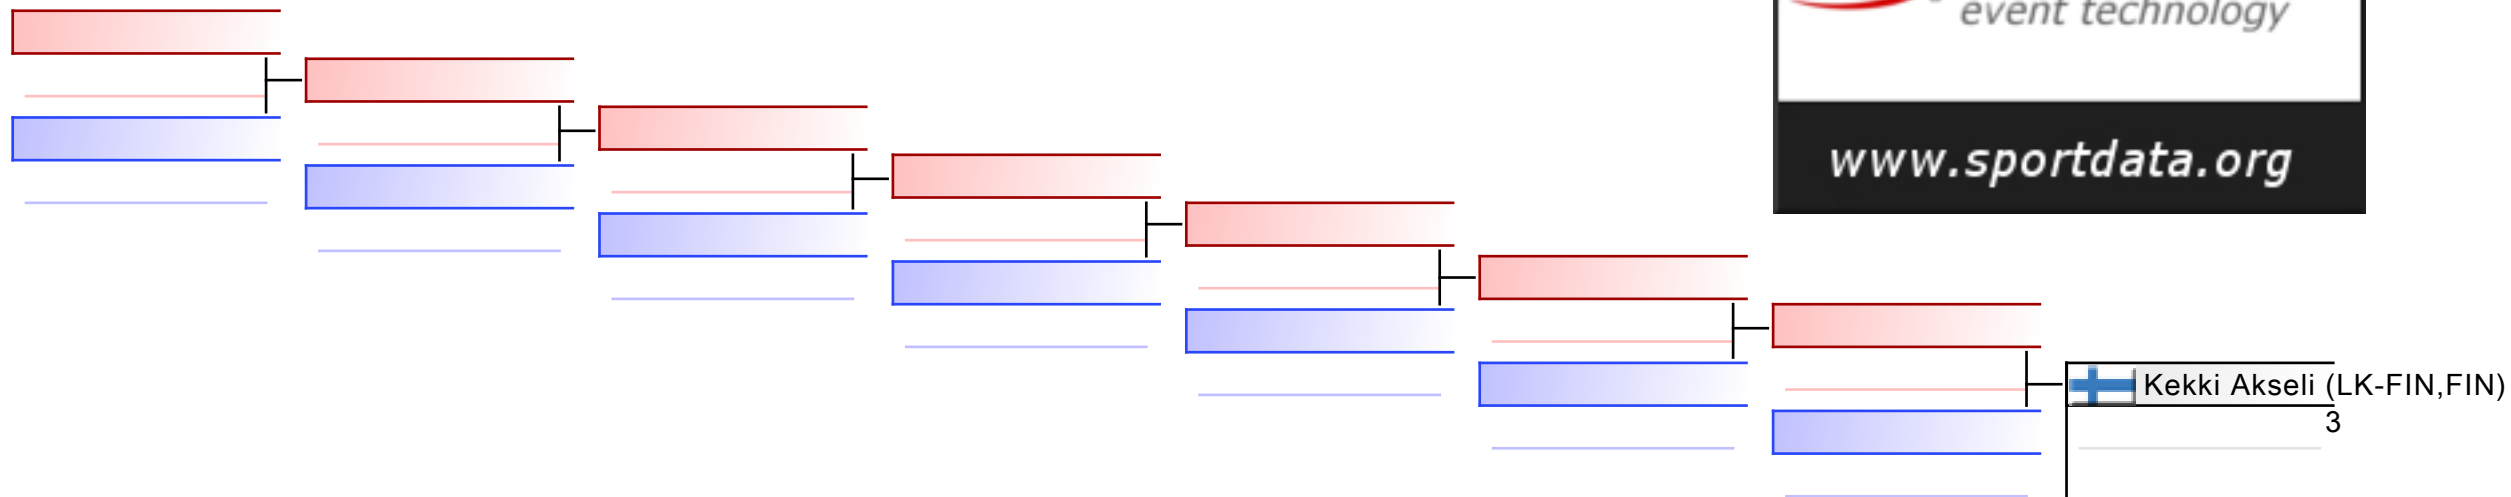 event technology
www.sportdata.org
Kekki Akseli (LK-FIN,FIN)
3